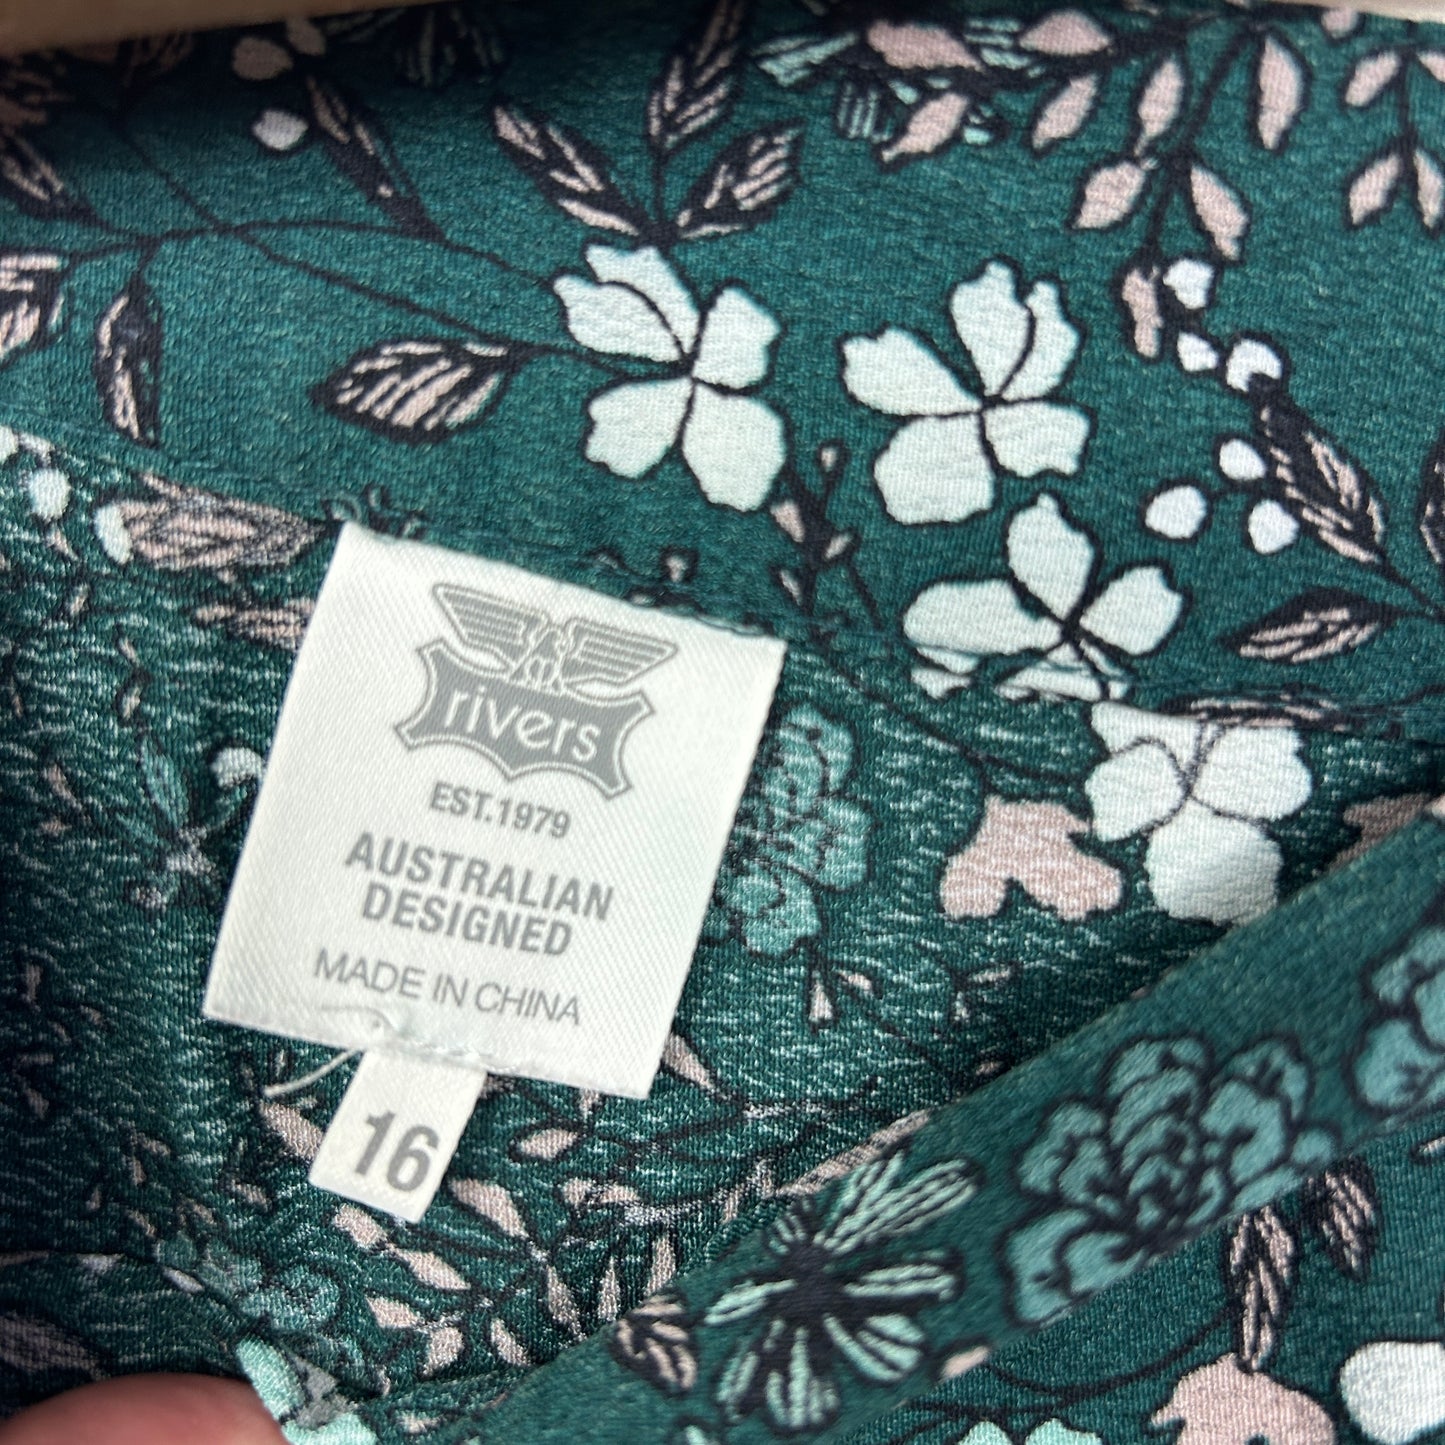 rivers
EST.1979
AUSTRALIAN
DESIGNED
MADE IN CHINA
16